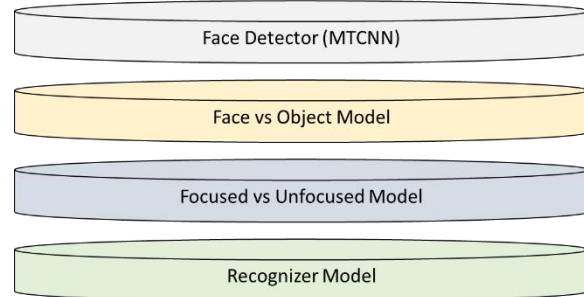 Face Detector (MTCNN)
Face vs Object Model
Focused vs Unfocused Model
Recognizer Model